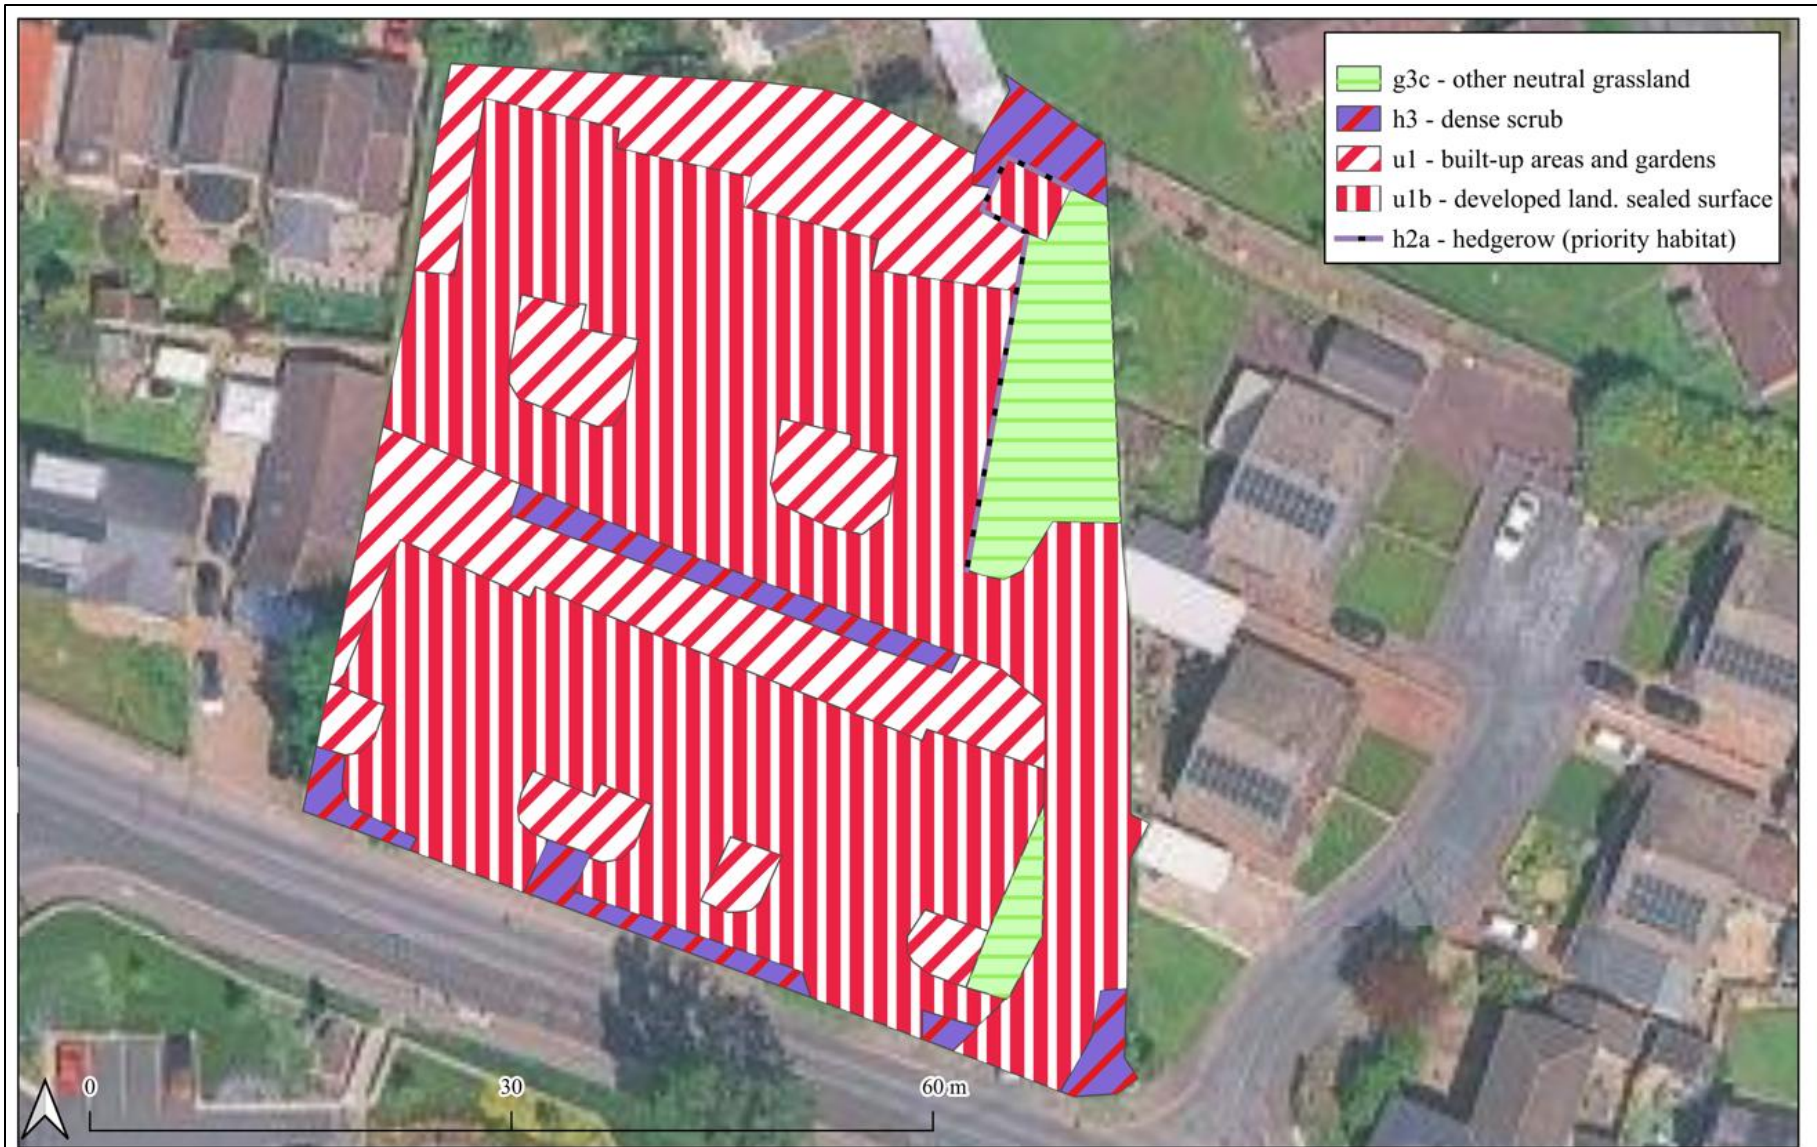 g3c - other neutral grassland
h3 - dense scrub
u1 - built-up areas and gardens
u1b - developed land. sealed surface
h2a - hedgerow (priority habitat)
0 30 60 m